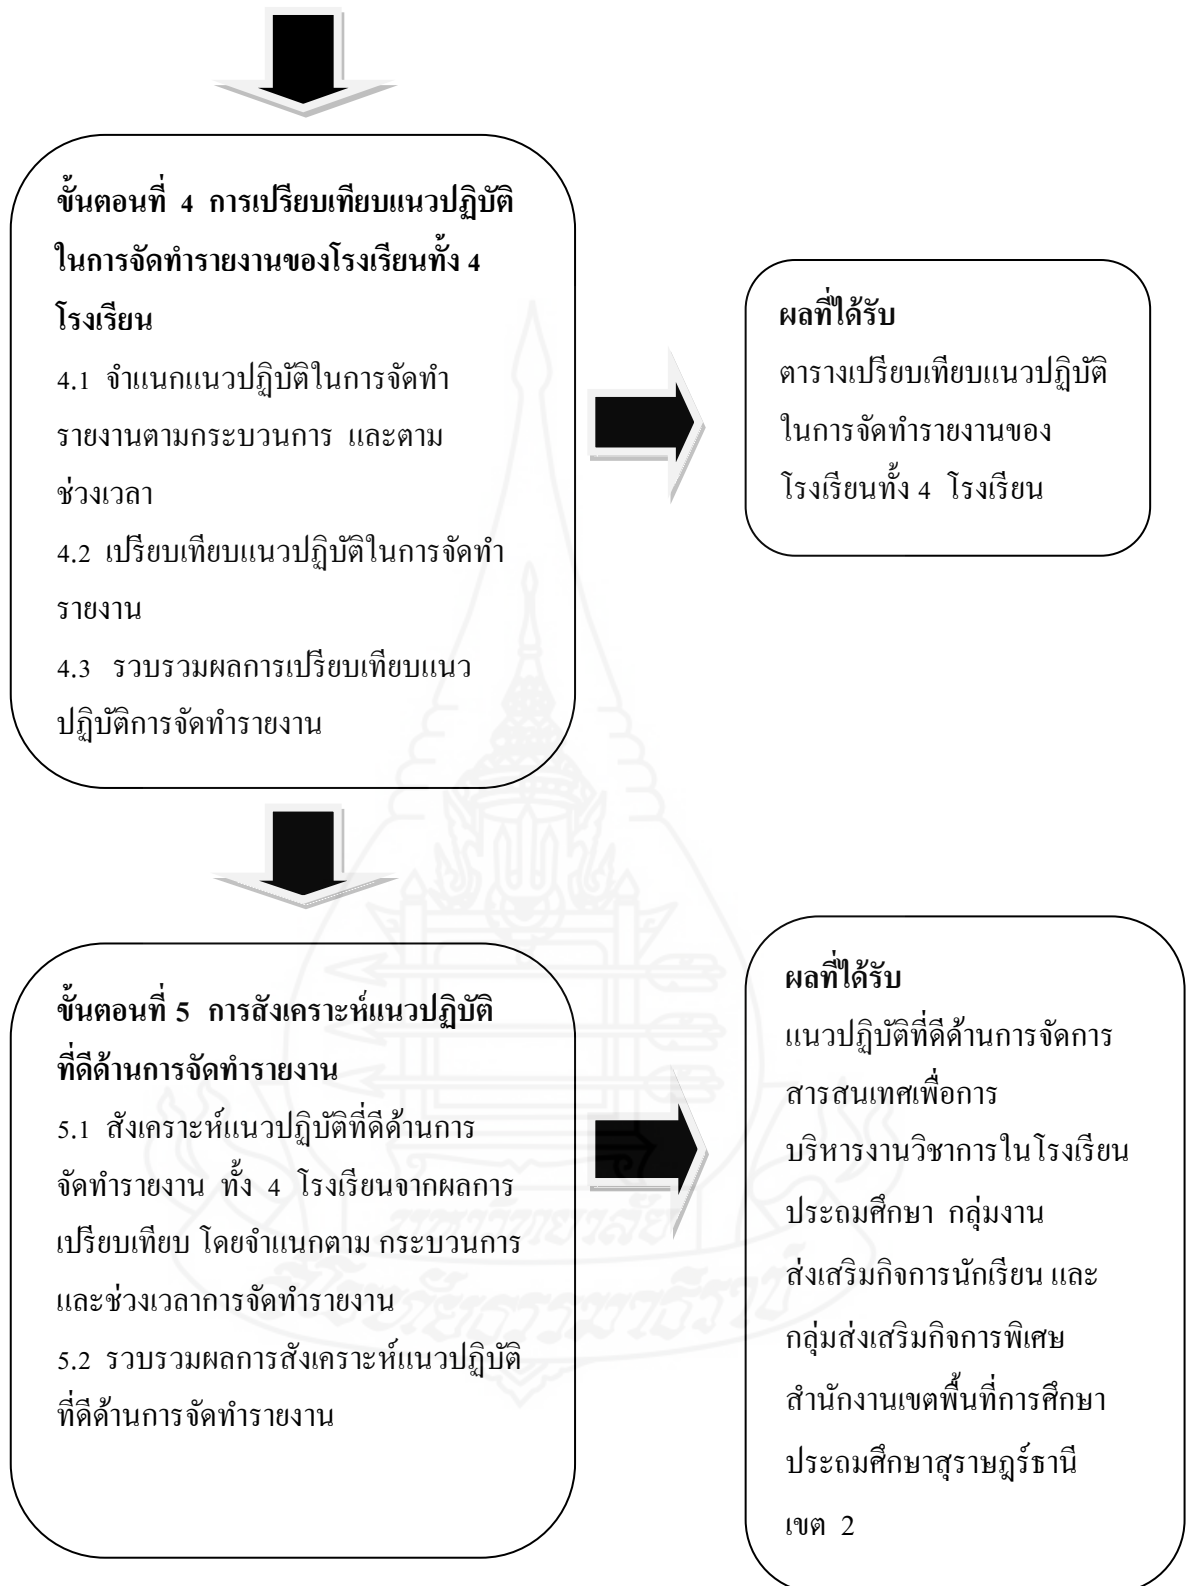 ขั้นตอนที่ 4 การเปรียบเทียบแนวปฏิบัติ
ในการจัดทำรายงานของโรงเรียนทั้ง 4
โรงเรียน
4.1 จำแนกแนวปฏิบัติในการจัดทำ
รายงานตามกระบวนการ และตาม
ช่วงเวลา
4.2 เปรียบเทียบแนวปฏิบัติในการจัดทำ
รายงาน
4.3 รวบรวมผลการเปรียบเทียบแนว
ปฏิบัติการจัดทำรายงาน
ผลที่ได้รับ
ตารางเปรียบเทียบแนวปฏิบัติ
ในการจัดทำรายงานของ
โรงเรียนทั้ง 4 โรงเรียน
ขั้นตอนที่ 5 การสังเคราะห์แนวปฏิบัติ
ที่ดีด้านการจัดทำรายงาน
5.1 สังเคราะห์แนวปฏิบัติที่ดีด้านการ
จัดทำรายงาน ทั้ง 4 โรงเรียนจากผลการ
เปรียบเทียบ โดยจำแนกตาม กระบวนการ
และช่วงเวลาการจัดทำรายงาน
5.2 รวบรวมผลการสังเคราะห์แนวปฏิบัติ
ที่ดีด้านการจัดทำรายงาน
ผลที่ได้รับ
แนวปฏิบัติที่ดีด้านการจัดการ
สารสนเทศเพื่อการ
บริหารงานวิชาการในโรงเรียน
ประถมศึกษา กลุ่มงาน
ส่งเสริมกิจการนักเรียน และ
กลุ่มส่งเสริมกิจการพิเศษ
สำนักงานเขตพื้นที่การศึกษา
ประถมศึกษาสุราษฎร์ธานี
เขต 2
มหาวิทยาลัย
สุโขทัยธรรมาธิราช